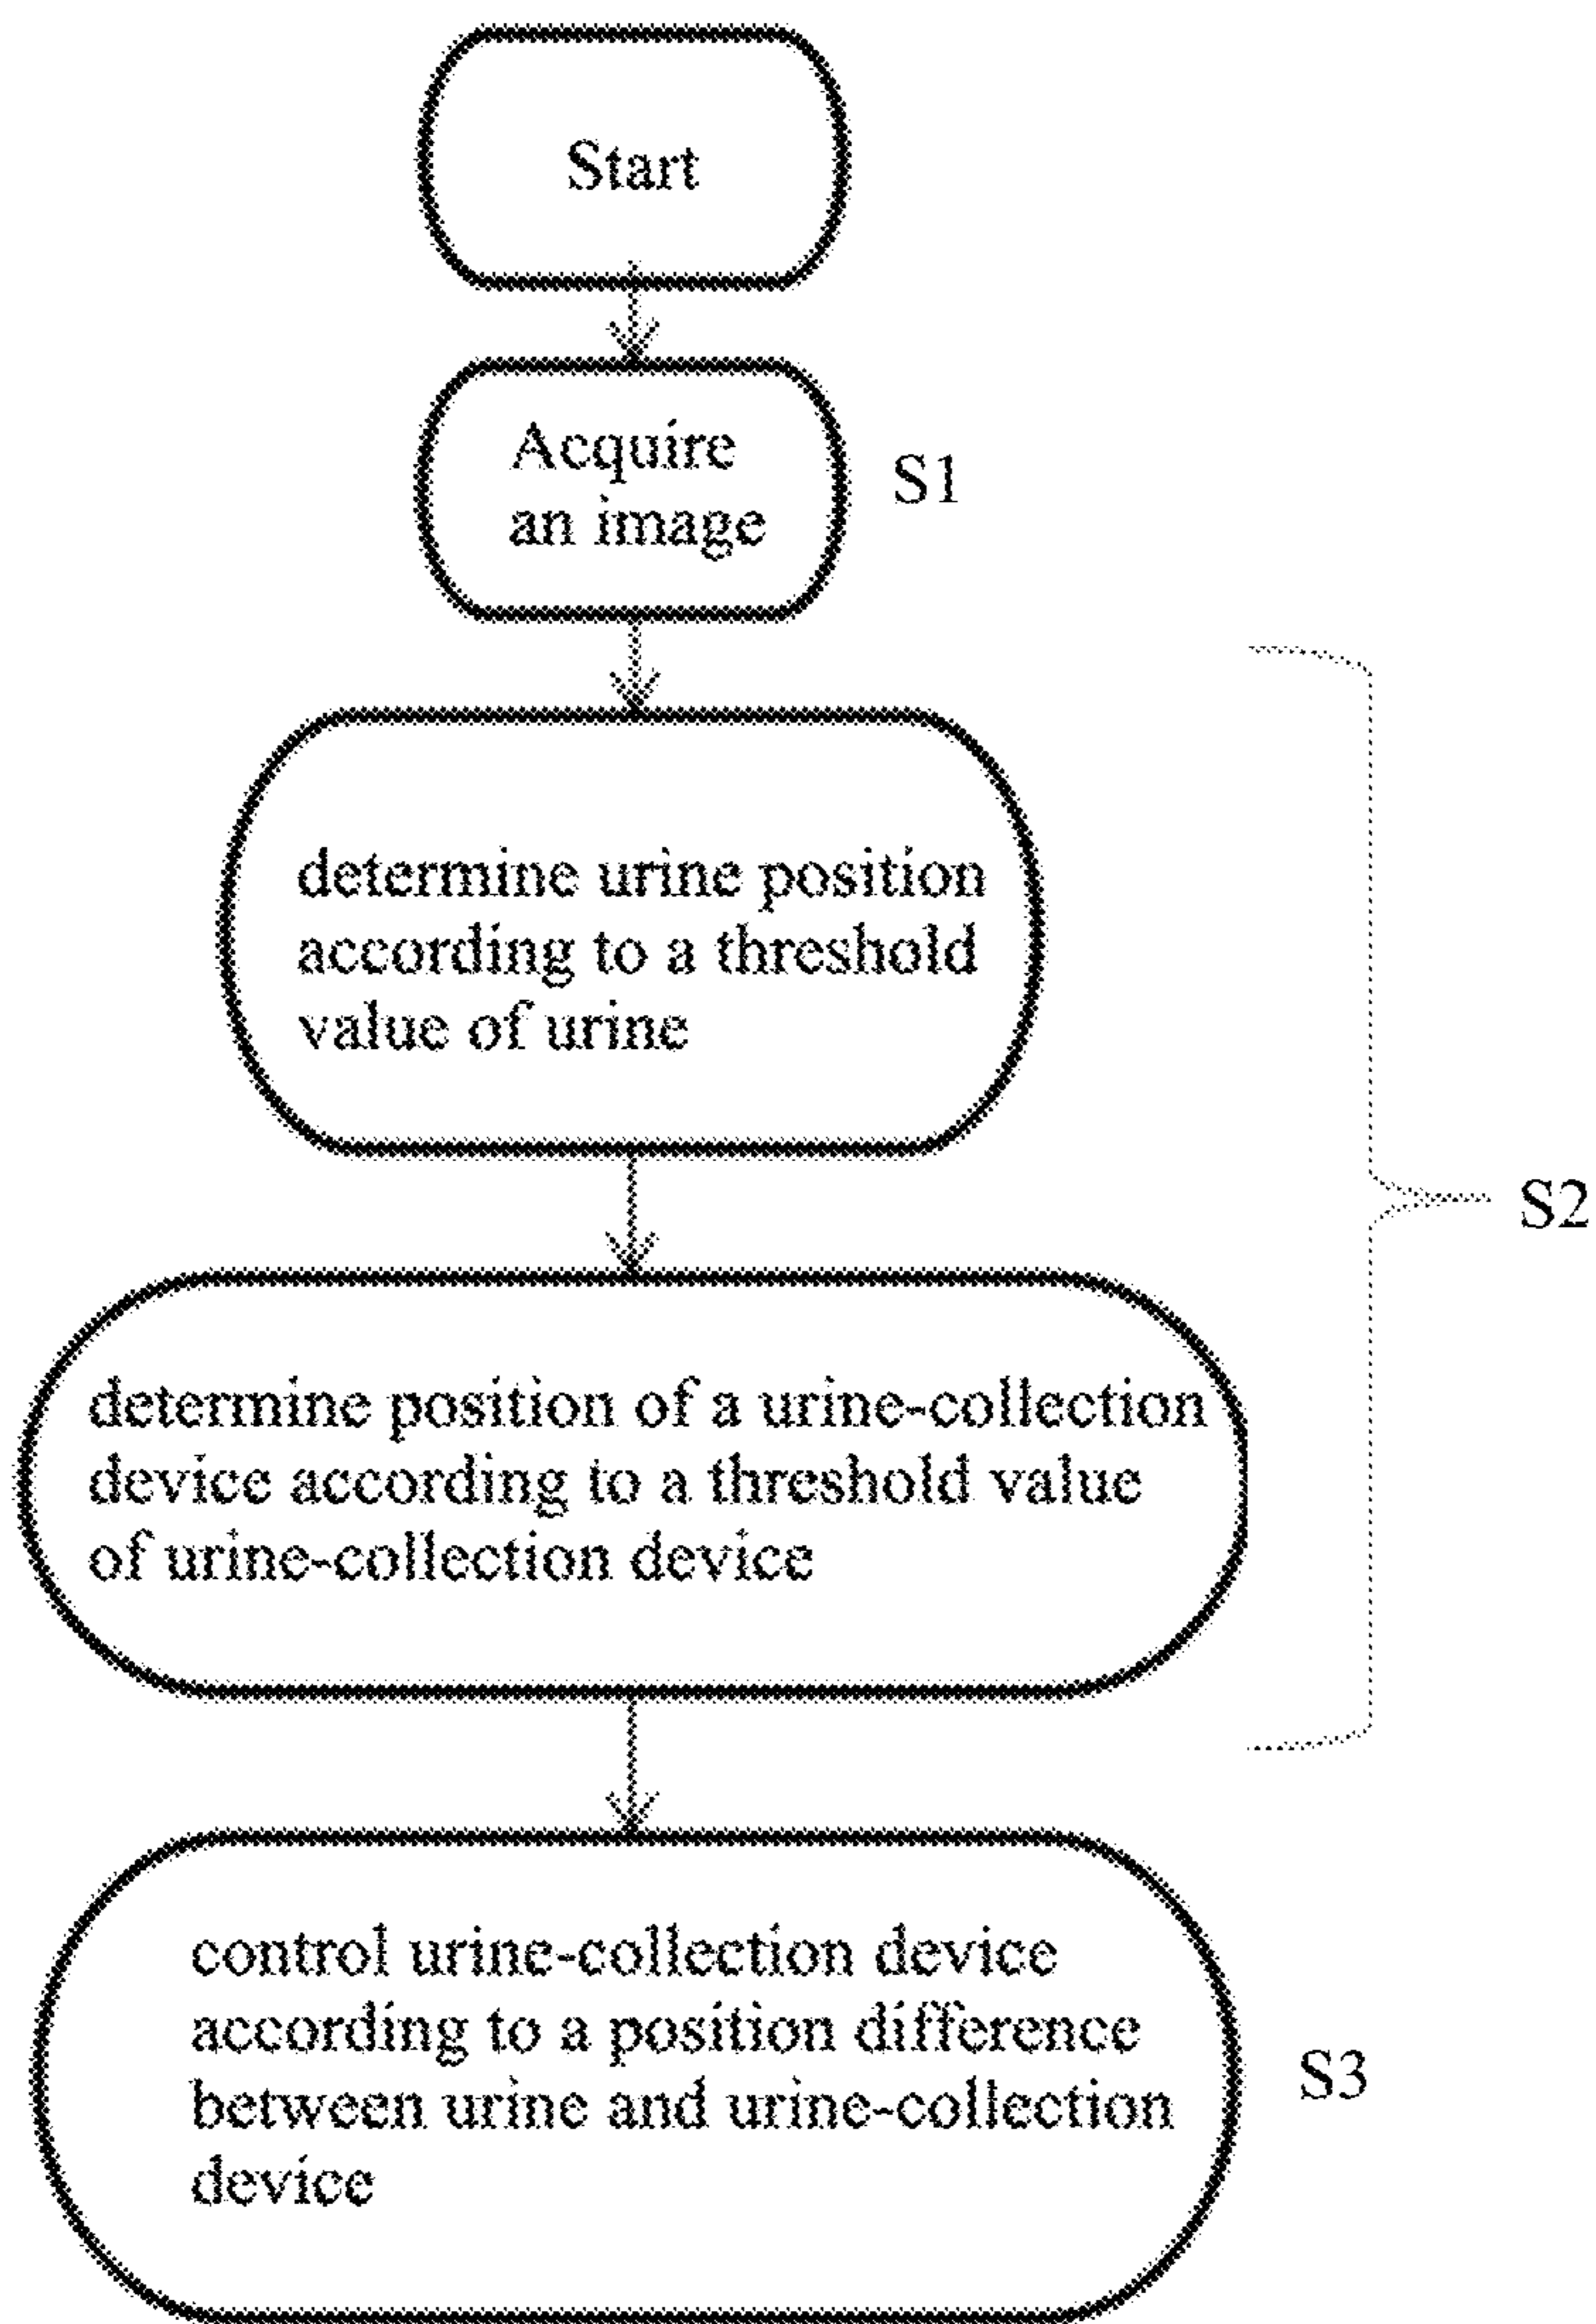 Start
Acquire
an image
S1
determine urine position
according to a threshold
value of urine
S2
determine position of a urine-collection
device according to a threshold value
of urine-collection device
control urine-collection device
according to a position difference
between urine and urine-collection
device
S3